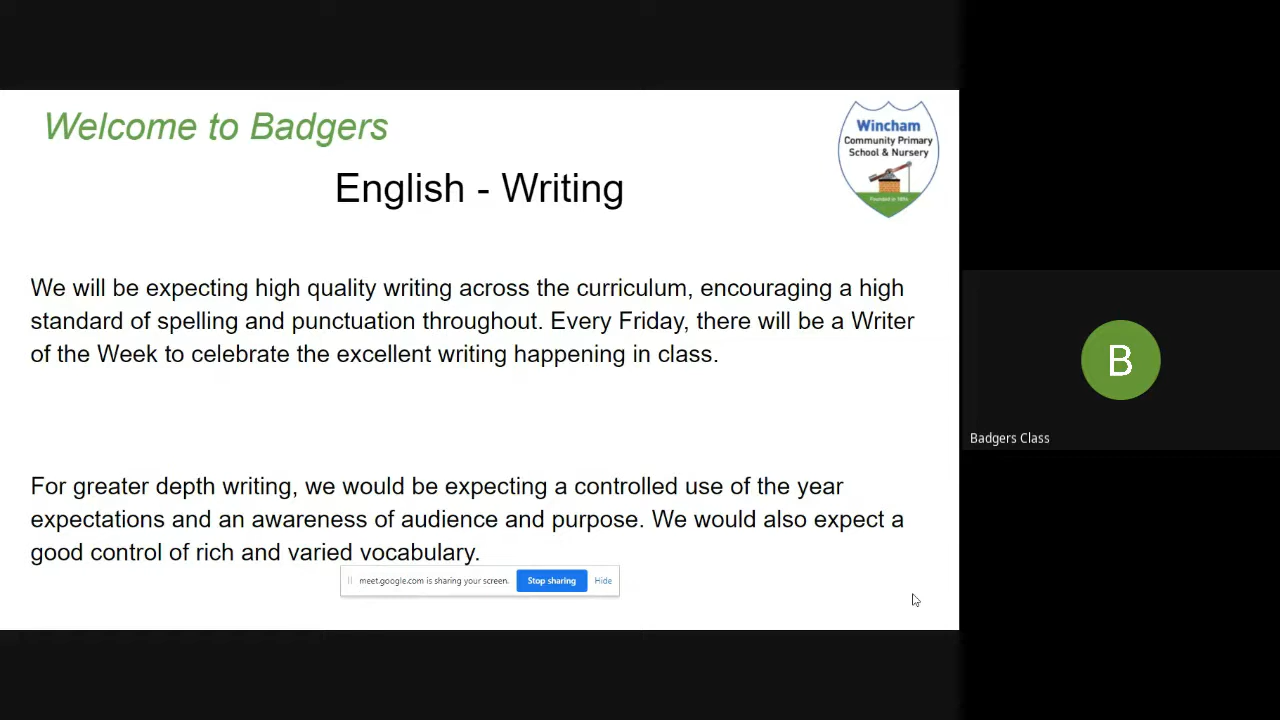 Welcome to Badgers
Wincham
Community Primary
School & Nursery
Founded in 1894
English - Writing
We will be expecting high quality writing across the curriculum, encouraging a high
standard of spelling and punctuation throughout. Every Friday, there will be a Writer
of the Week to celebrate the excellent writing happening in class.
For greater depth writing, we would be expecting a controlled use of the year
expectations and an awareness of audience and purpose. We would also expect a
good control of rich and varied vocabulary.
meet.google.com is sharing your screen. Stop sharing Hide
B
Badgers Class